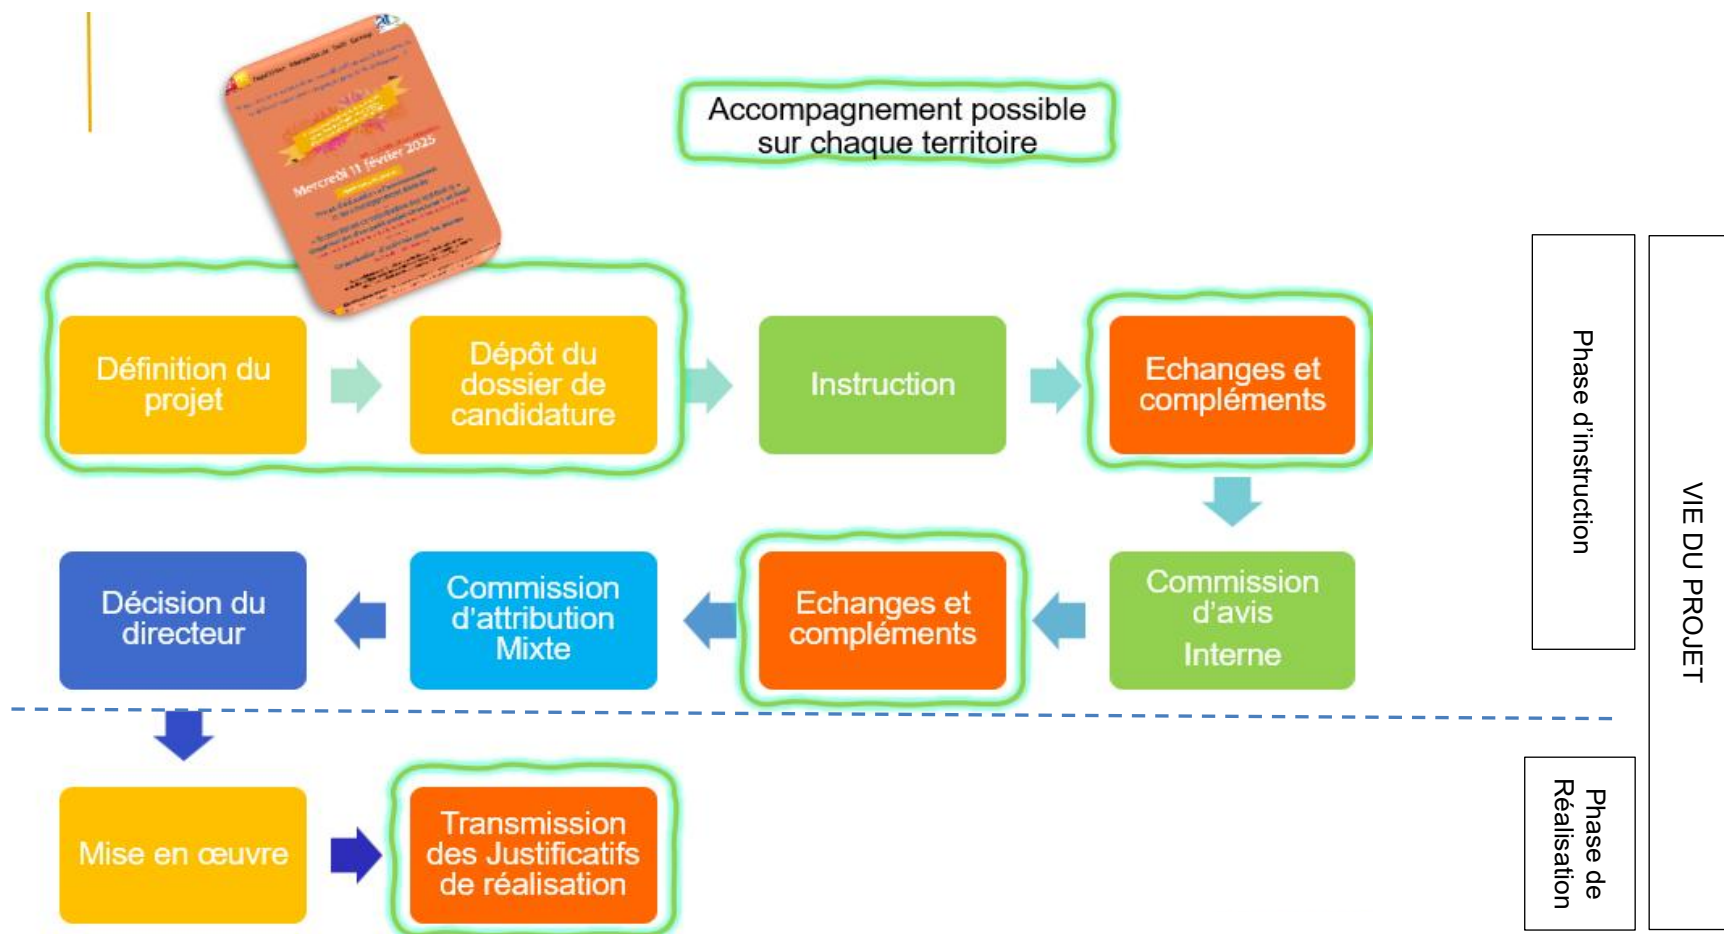 Mercredi 11 février 2025
Accompagnement possible
sur chaque territoire
Définition du
projet
Dépôt du
dossier de
candidature
Instruction
Echanges et
compléments
Commission
d'avis
Interne
Echanges et
compléments
Commission
d'attribution
Mixte
Décision du
directeur
Mise en œuvre
Transmission
des Justificatifs
de réalisation
Phase d'instruction
Phase de
Réalisation
VIE DU PROJET